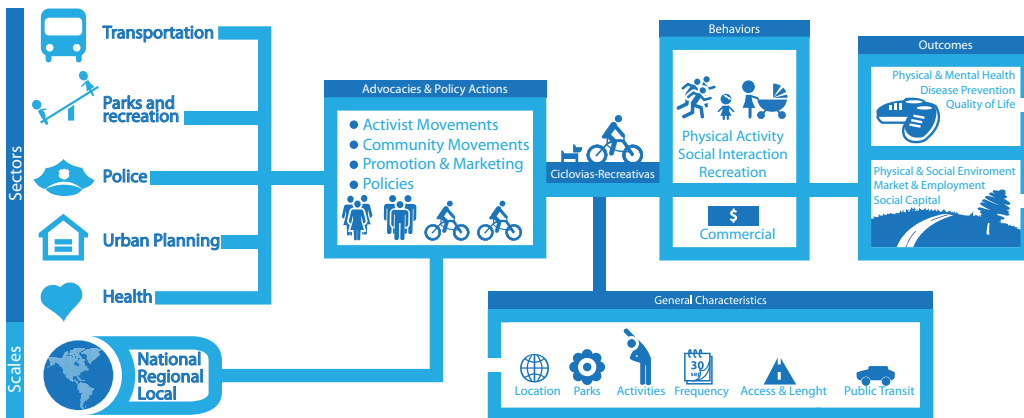 Sectors
Transportation
Parks and
recreation
Police
Urban Planning
Health
Scales
National
Regional
Local
Advocacies & Policy Actions
Activist Movements
Community Movements
Promotion & Marketing
Policies
Ciclovias-Recreativas
Behaviors
Physical Activity
Social Interaction
Recreation
$
Commercial
Outcomes
Physical & Mental Health
Disease Prevention
Quality of Life
Physical & Social Enviroment
Market & Employment
Social Capital
General Characteristics
Location
Parks
Activities
30
sep
Frequency
Access & Lenght
Public Transit